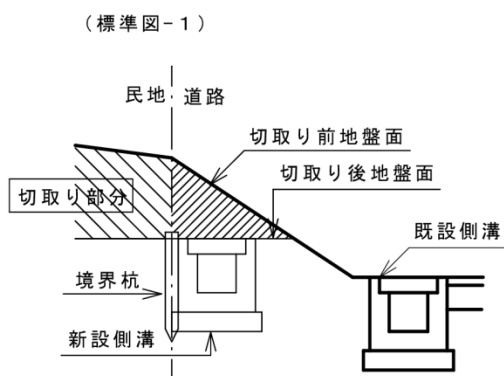 (標準図-1)
民地 道路
切取り前地盤面
切取り後地盤面
切取り部分
既設側溝
境界杭
新設側溝